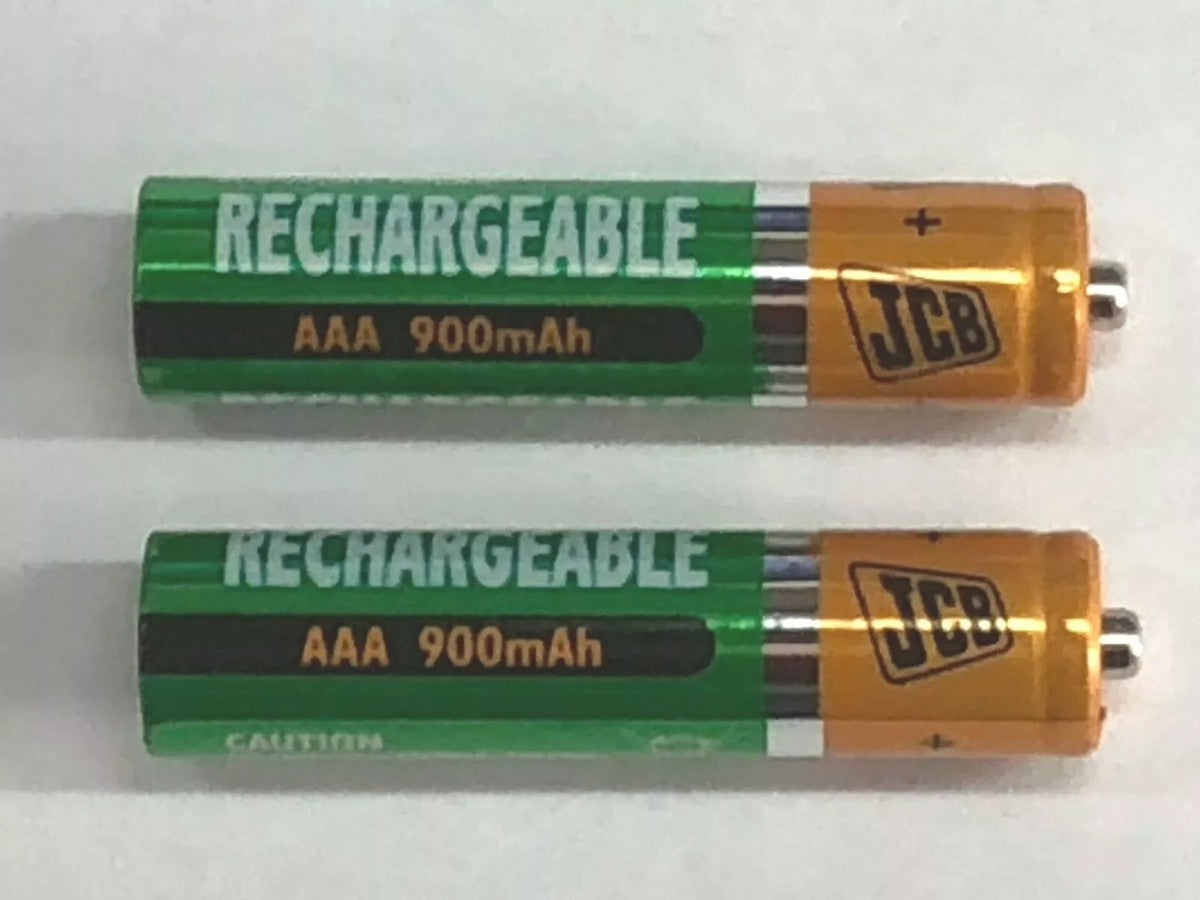 RECHARGEABLE
+
AAA 900mAh
JCB
RECHARGEABLE
AAA 900mAh
JCB
CAUTION
+